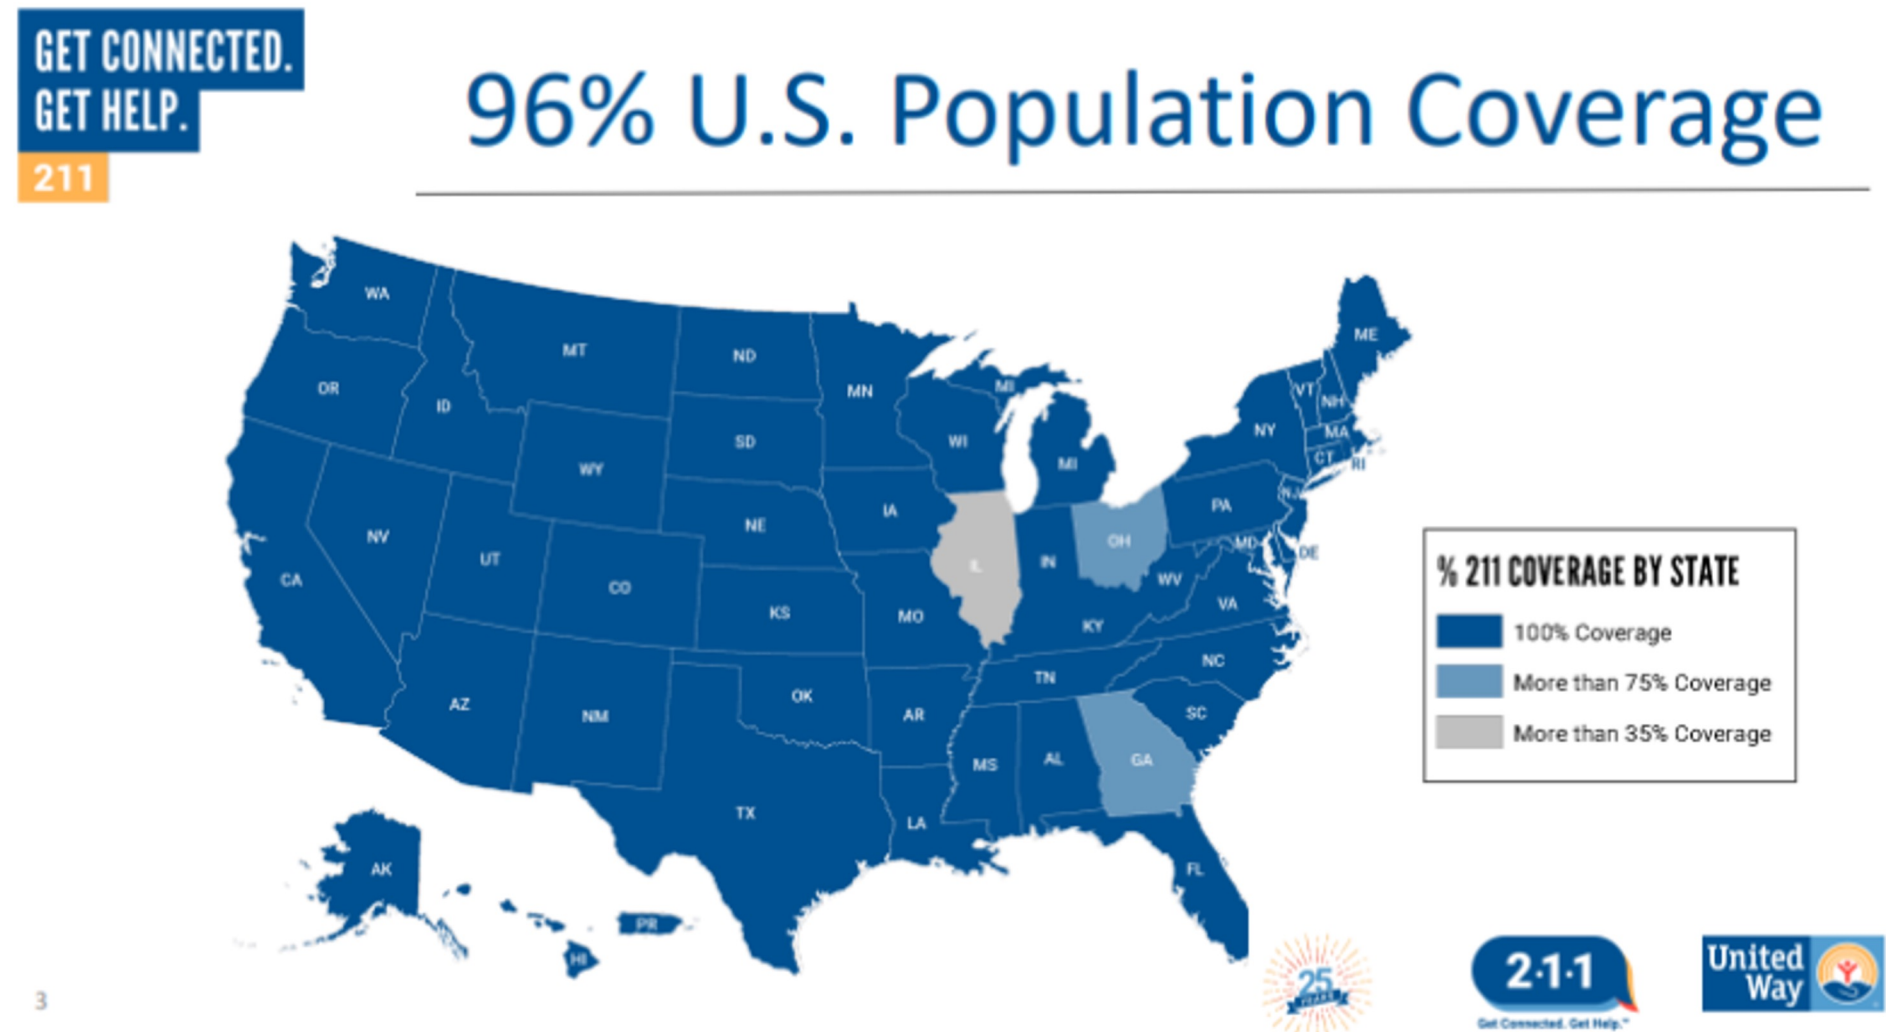 GET CONNECTED.
GET HELP.
211
96% U.S. Population Coverage
WA
MT
ND
MN
OR
ID
WY
SD
WI
MI
MI
ME
VT
NH
NY
MA
CT
RI
NV
UT
CO
NE
IA
IL
IN
OH
PA
NJ
MD
DE
CA
KS
MO
KY
WV
VA
AZ
NM
OK
AR
TN
NC
SC
TX
LA
MS
AL
GA
FL
AK
HI
PR
% 211 COVERAGE BY STATE
100% Coverage
More than 75% Coverage
More than 35% Coverage
3
25
YEARS
2·1·1
Get Connected. Get Help.™
United
Way